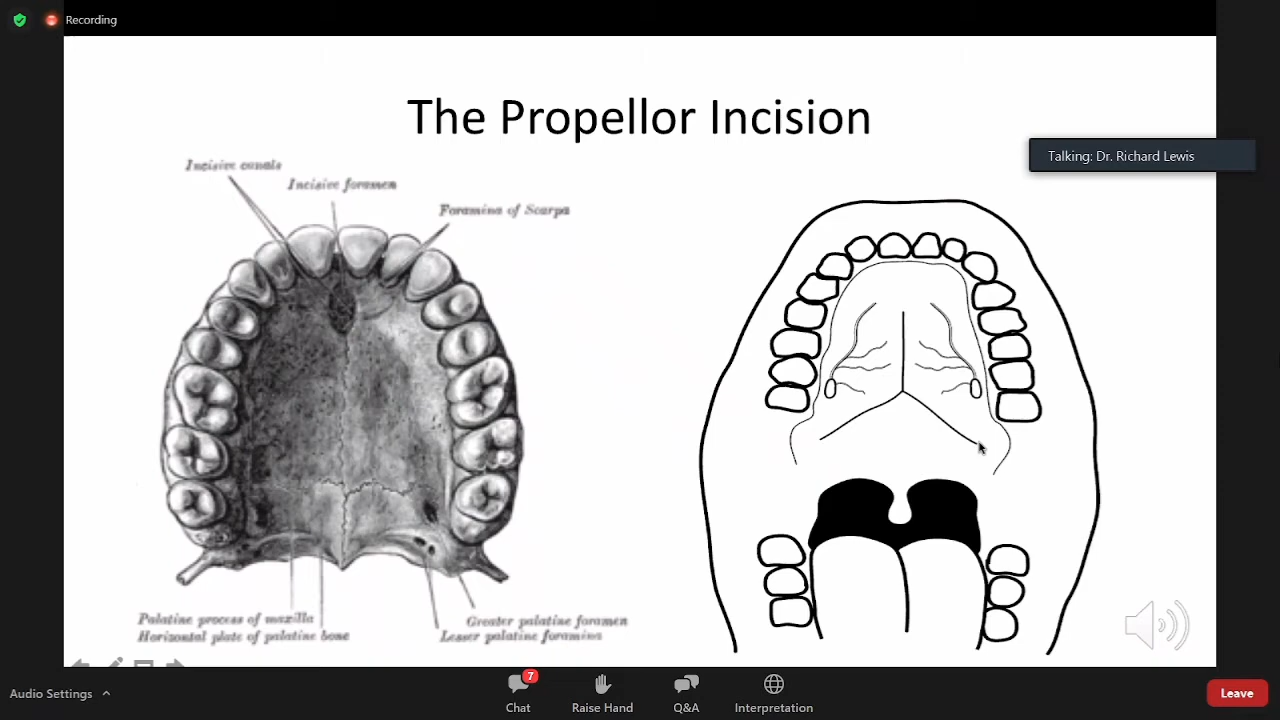 Recording
The Propellor Incision
Talking: Dr. Richard Lewis
Incisive canals
Incisive foramen
Foramina of Scarpa
Palatine process of maxilla
Horizontal plate of palatine bone
Greater palatine foramen
Lesser palatine foramina
Audio Settings
7
Chat
Raise Hand
Q&A
Interpretation
Leave